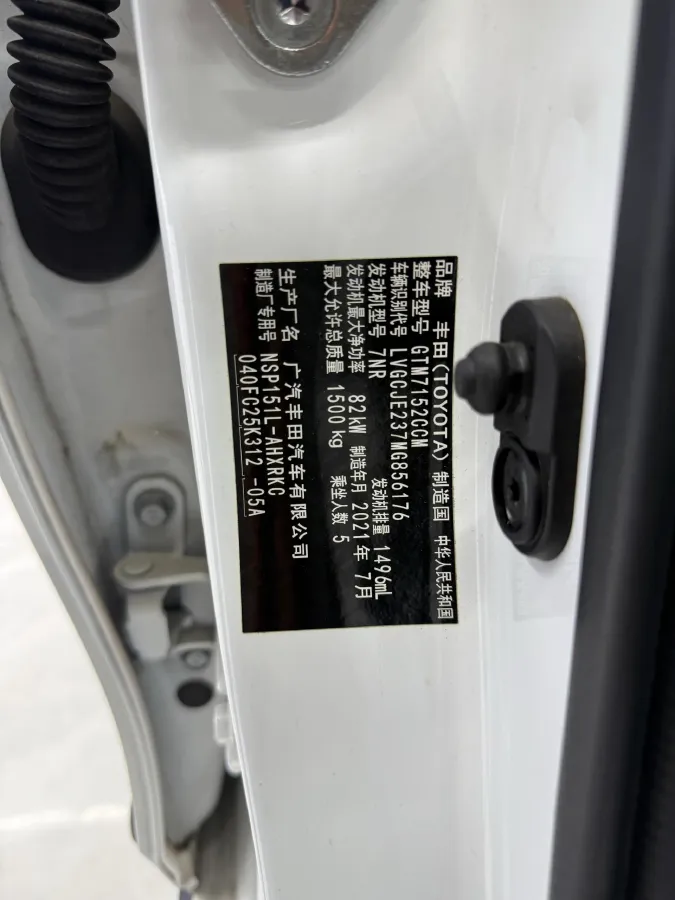 品牌 丰田(TOYOTA) 制造国 中华人民共和国
整车型号 GTM7152GCM
车辆识别代号 LVGCJE237MG856176
发动机型号 7NR 发动机排量 1496mL
发动机最大净功率 82kW 制造年月 2021年7月
最大允许总质量 1500kg 乘坐人数 5
生产厂名 广汽丰田汽车有限公司
制造厂专用号 NSP151L-AHXRKC
040FC25K312 -05A